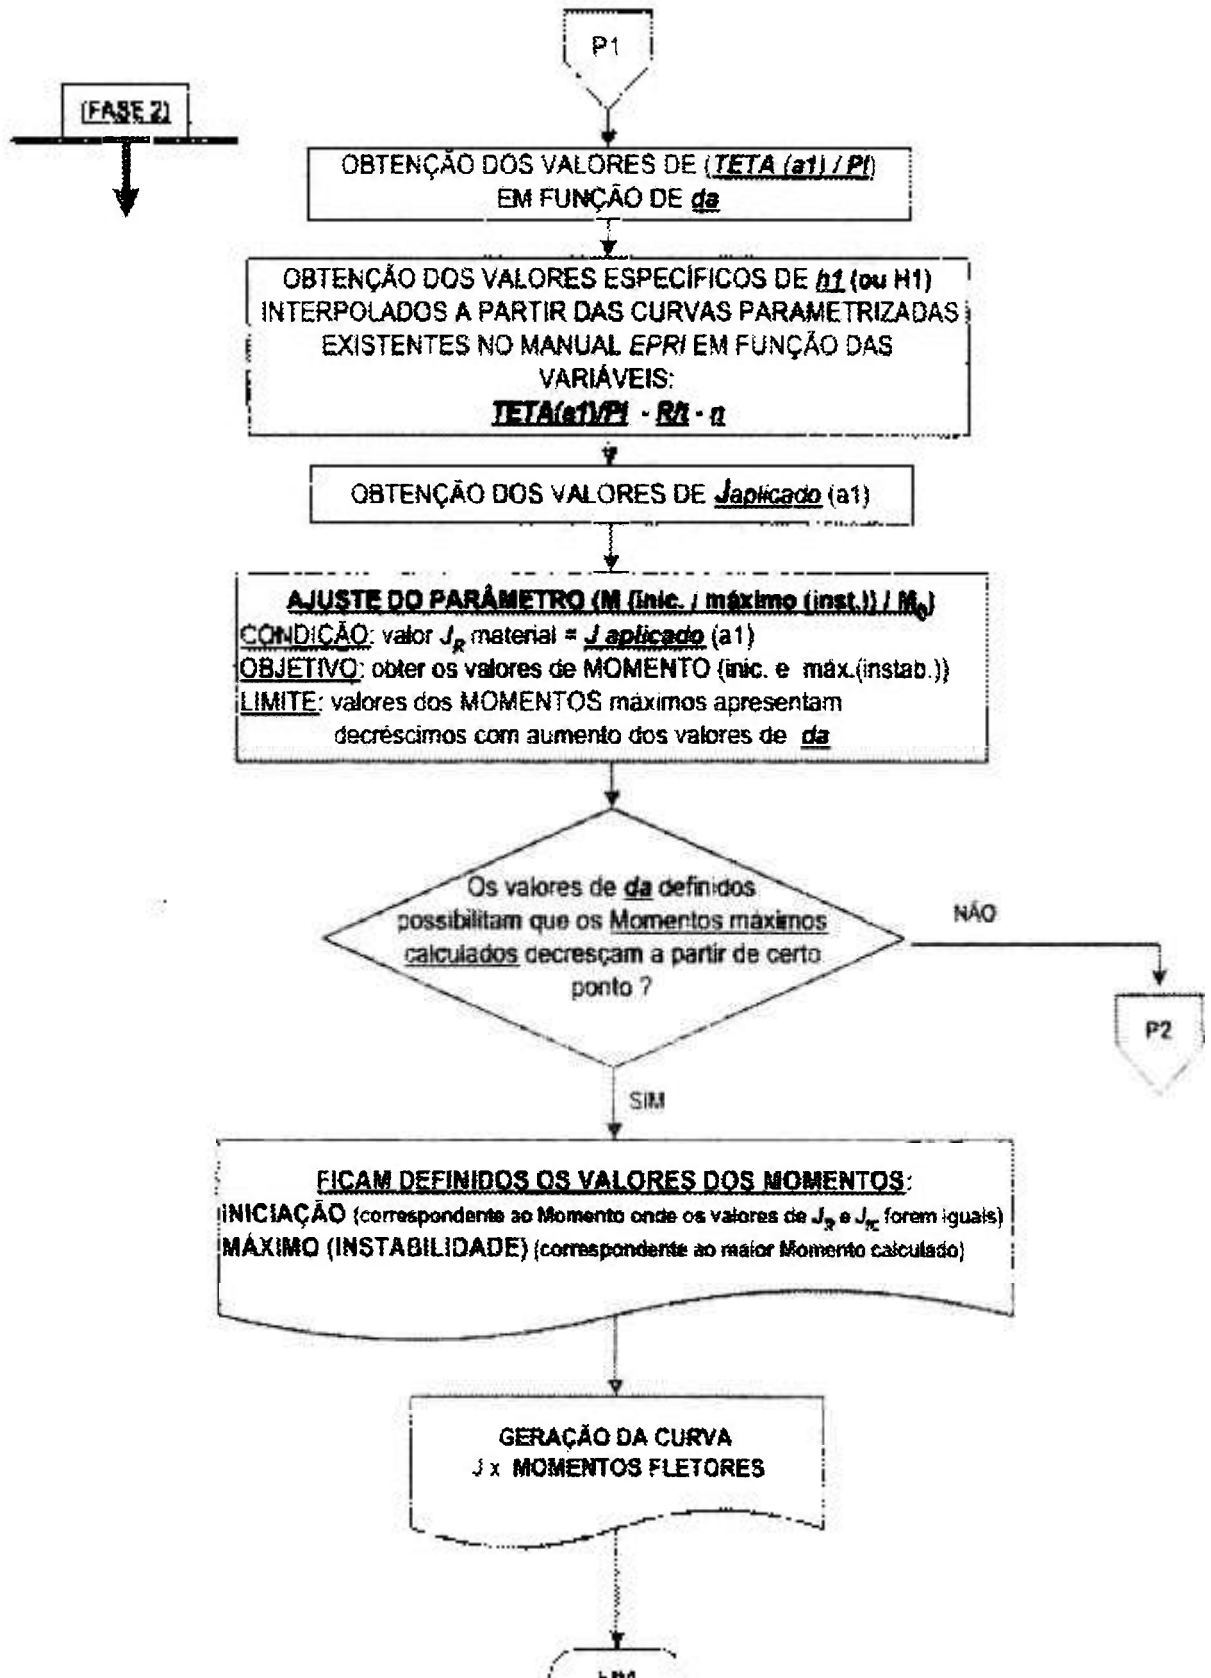 P1
(FASE 2)
OBTENÇÃO DOS VALORES DE (TETA (a1) / PI)
EM FUNÇÃO DE da
OBTENÇÃO DOS VALORES ESPECÍFICOS DE h1 (ou H1)
INTERPOLADOS A PARTIR DAS CURVAS PARAMETRIZADAS
EXISTENTES NO MANUAL EPRI EM FUNÇÃO DAS
VARIÁVEIS:
TETA(a1)/PI - R/t - n
OBTENÇÃO DOS VALORES DE Japlicado (a1)
AJUSTE DO PARÂMETRO (M (inic. / máximo (inst.)) / M0)
CONDIÇÃO: valor JR material = J aplicado (a1)
OBJETIVO: obter os valores de MOMENTO (inic. e máx.(instab.))
LIMITE: valores dos MOMENTOS máximos apresentam
decréscimos com aumento dos valores de da
Os valores de da definidos
possibilitam que os Momentos máximos
calculados decresçam a partir de certo
ponto ?
NÃO
P2
SIM
FICAM DEFINIDOS OS VALORES DOS MOMENTOS:
INICIAÇÃO (correspondente ao Momento onde os valores de JR e JIC forem iguais)
MÁXIMO (INSTABILIDADE) (correspondente ao maior Momento calculado)
GERAÇÃO DA CURVA
J x MOMENTOS FLETORES